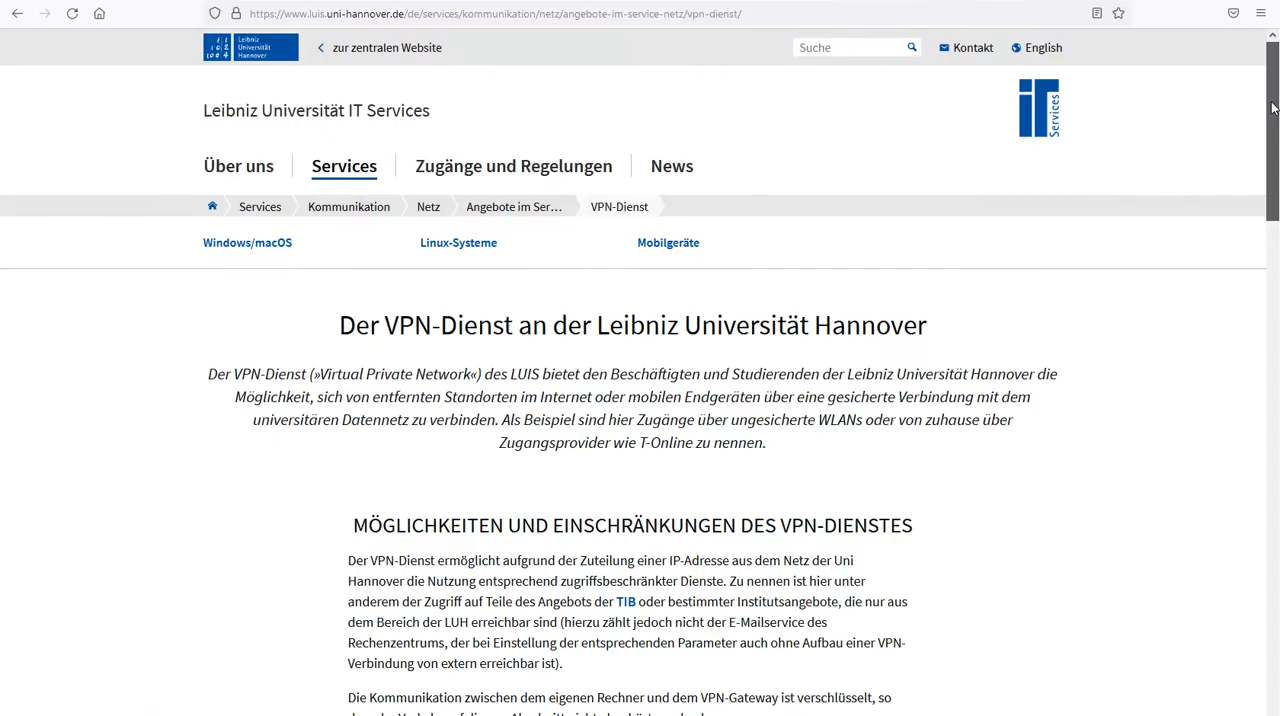 https://www.luis.uni-hannover.de/de/services/kommunikation/netz/angebote-im-service-netz/vpn-dienst/
Leibniz
Universität
Hannover
zur zentralen Website
Suche
Kontakt
English
Leibniz Universität IT Services
iT Services
Über uns
Services
Zugänge und Regelungen
News
Services
Kommunikation
Netz
Angebote im Ser…
VPN-Dienst
Windows/macOS
Linux-Systeme
Mobilgeräte
Der VPN-Dienst an der Leibniz Universität Hannover
Der VPN-Dienst (»Virtual Private Network«) des LUIS bietet den Beschäftigten und Studierenden der Leibniz Universität Hannover die
Möglichkeit, sich von entfernten Standorten im Internet oder mobilen Endgeräten über eine gesicherte Verbindung mit dem
universitären Datennetz zu verbinden. Als Beispiel sind hier Zugänge über ungesicherte WLANs oder von zuhause über
Zugangsprovider wie T-Online zu nennen.
MÖGLICHKEITEN UND EINSCHRÄNKUNGEN DES VPN-DIENSTES
Der VPN-Dienst ermöglicht aufgrund der Zuteilung einer IP-Adresse aus dem Netz der Uni
Hannover die Nutzung entsprechend zugriffsbeschränkter Dienste. Zu nennen ist hier unter
anderem der Zugriff auf Teile des Angebots der TIB oder bestimmter Institutsangebote, die nur aus
dem Bereich der LUH erreichbar sind (hierzu zählt jedoch nicht der E-Mailservice des
Rechenzentrums, der bei Einstellung der entsprechenden Parameter auch ohne Aufbau einer VPN-
Verbindung von extern erreichbar ist).
Die Kommunikation zwischen dem eigenen Rechner und dem VPN-Gateway ist verschlüsselt, so